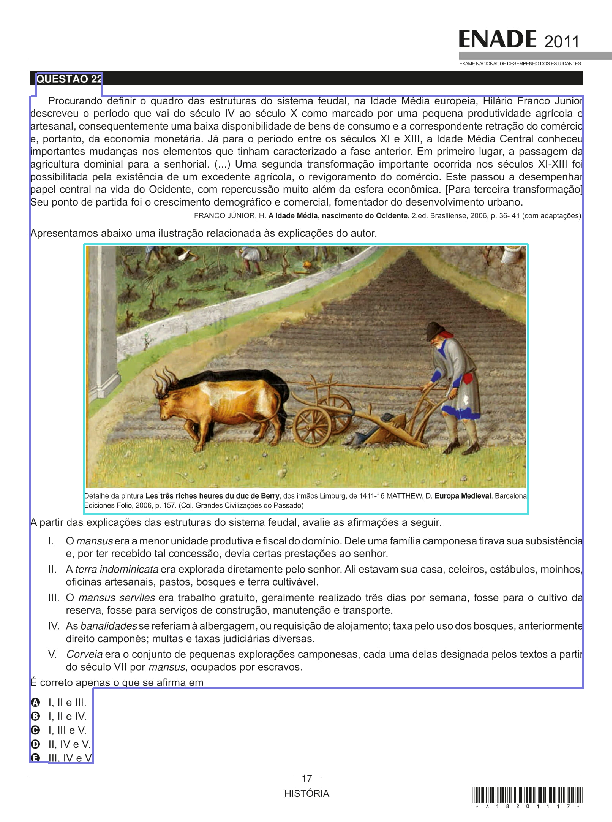 ENADE 2011
EXAME NACIONAL DE DESEMPENHO DOS ESTUDANTES
QUESTÃO 22
Procurando definir o quadro das estruturas do sistema feudal, na Idade Média europeia, Hilário Franco Junior
descreveu o período que vai do século IV ao século X como marcado por uma pequena produtividade agrícola e
artesanal, consequentemente uma baixa disponibilidade de bens de consumo e a correspondente retração do comércio
e, portanto, da economia monetária. Já para o período entre os séculos XI e XIII, a Idade Média Central conheceu
importantes mudanças nos elementos que tinham caracterizado a fase anterior. Em primeiro lugar, a passagem da
agricultura dominial para a senhorial. (...) Uma segunda transformação importante ocorrida nos séculos XI-XIII foi
possibilitada pela existência de um excedente agrícola, o revigoramento do comércio. Este passou a desempenhar
papel central na vida do Ocidente, com repercussão muito além da esfera econômica. [Para terceira transformação]
Seu ponto de partida foi o crescimento demográfico e comercial, fomentador do desenvolvimento urbano.
FRANCO JÚNIOR, H. A Idade Média, nascimento do Ocidente. 2.ed. Brasiliense, 2006, p. 36- 41 (com adaptações).
Apresentamos abaixo uma ilustração relacionada às explicações do autor.
Detalhe da pintura Les très riches heures du duc de Berry, dos irmãos Limburg, de 1411-16 MATTHEW, D. Europa Medieval. Barcelona:
Ediciones Folio, 2006, p. 157. (Col. Grandes Civilizações do Passado)
A partir das explicações das estruturas do sistema feudal, avalie as afirmações a seguir.
I. O mansus era a menor unidade produtiva e fiscal do domínio. Dele uma família camponesa tirava sua subsistência
e, por ter recebido tal concessão, devia certas prestações ao senhor.
II. A terra indominicata era explorada diretamente pelo senhor. Ali estavam sua casa, celeiros, estábulos, moinhos,
oficinas artesanais, pastos, bosques e terra cultivável.
III. O mansus serviles era trabalho gratuito, geralmente realizado três dias por semana, fosse para o cultivo da
reserva, fosse para serviços de construção, manutenção e transporte.
IV. As banalidades se referiam à albergagem, ou requisição de alojamento; taxa pelo uso dos bosques, anteriormente
direito camponês; multas e taxas judiciárias diversas.
V. Corveia era o conjunto de pequenas explorações camponesas, cada uma delas designada pelos textos a partir
do século VII por mansus, ocupados por escravos.
É correto apenas o que se afirma em
A I, II e III.
B I, II e IV.
C I, III e V.
D II, IV e V.
E III, IV e V
17
HISTÓRIA